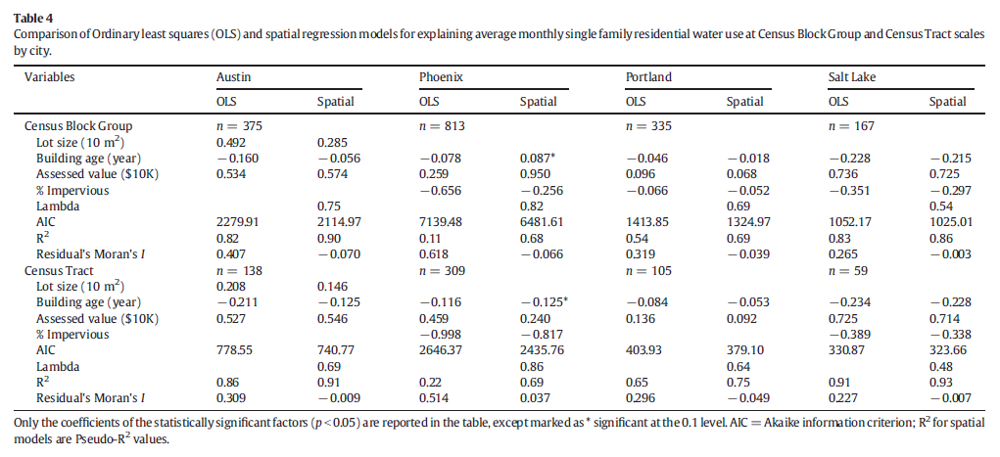 Table 4
Comparison of Ordinary least squares (OLS) and spatial regression models for explaining average monthly single family residential water use at Census Block Group and Census Tract scales
by city.
Variables Austin Phoenix Portland Salt Lake
OLS Spatial OLS Spatial OLS Spatial OLS Spatial
Census Block Group n = 375 n = 813 n = 335 n = 167
Lot size (10 m²) 0.492 0.285
Building age (year) −0.160 −0.056 −0.078 0.087* −0.046 −0.018 −0.228 −0.215
Assessed value ($10K) 0.534 0.574 0.259 0.950 0.096 0.068 0.736 0.725
% Impervious −0.656 −0.256 −0.066 −0.052 −0.351 −0.297
Lambda 0.75 0.82 0.69 0.54
AIC 2279.91 2114.97 7139.48 6481.61 1413.85 1324.97 1052.17 1025.01
R² 0.82 0.90 0.11 0.68 0.54 0.69 0.83 0.86
Residual's Moran's I 0.407 −0.070 0.618 −0.066 0.319 −0.039 0.265 −0.003
Census Tract n = 138 n = 309 n = 105 n = 59
Lot size (10 m²) 0.208 0.146
Building age (year) −0.211 −0.125 −0.116 −0.125* −0.084 −0.053 −0.234 −0.228
Assessed value ($10K) 0.527 0.546 0.459 0.240 0.136 0.092 0.725 0.714
% Impervious −0.998 −0.817 −0.389 −0.338
AIC 778.55 740.77 2646.37 2435.76 403.93 379.10 330.87 323.66
Lambda 0.69 0.86 0.64 0.48
R² 0.86 0.91 0.22 0.69 0.65 0.75 0.91 0.93
Residual's Moran's I 0.309 −0.009 0.514 0.037 0.296 −0.049 0.227 −0.007
Only the coefficients of the statistically significant factors (p < 0.05) are reported in the table, except marked as * significant at the 0.1 level. AIC = Akaike information criterion; R² for spatial
models are Pseudo-R² values.